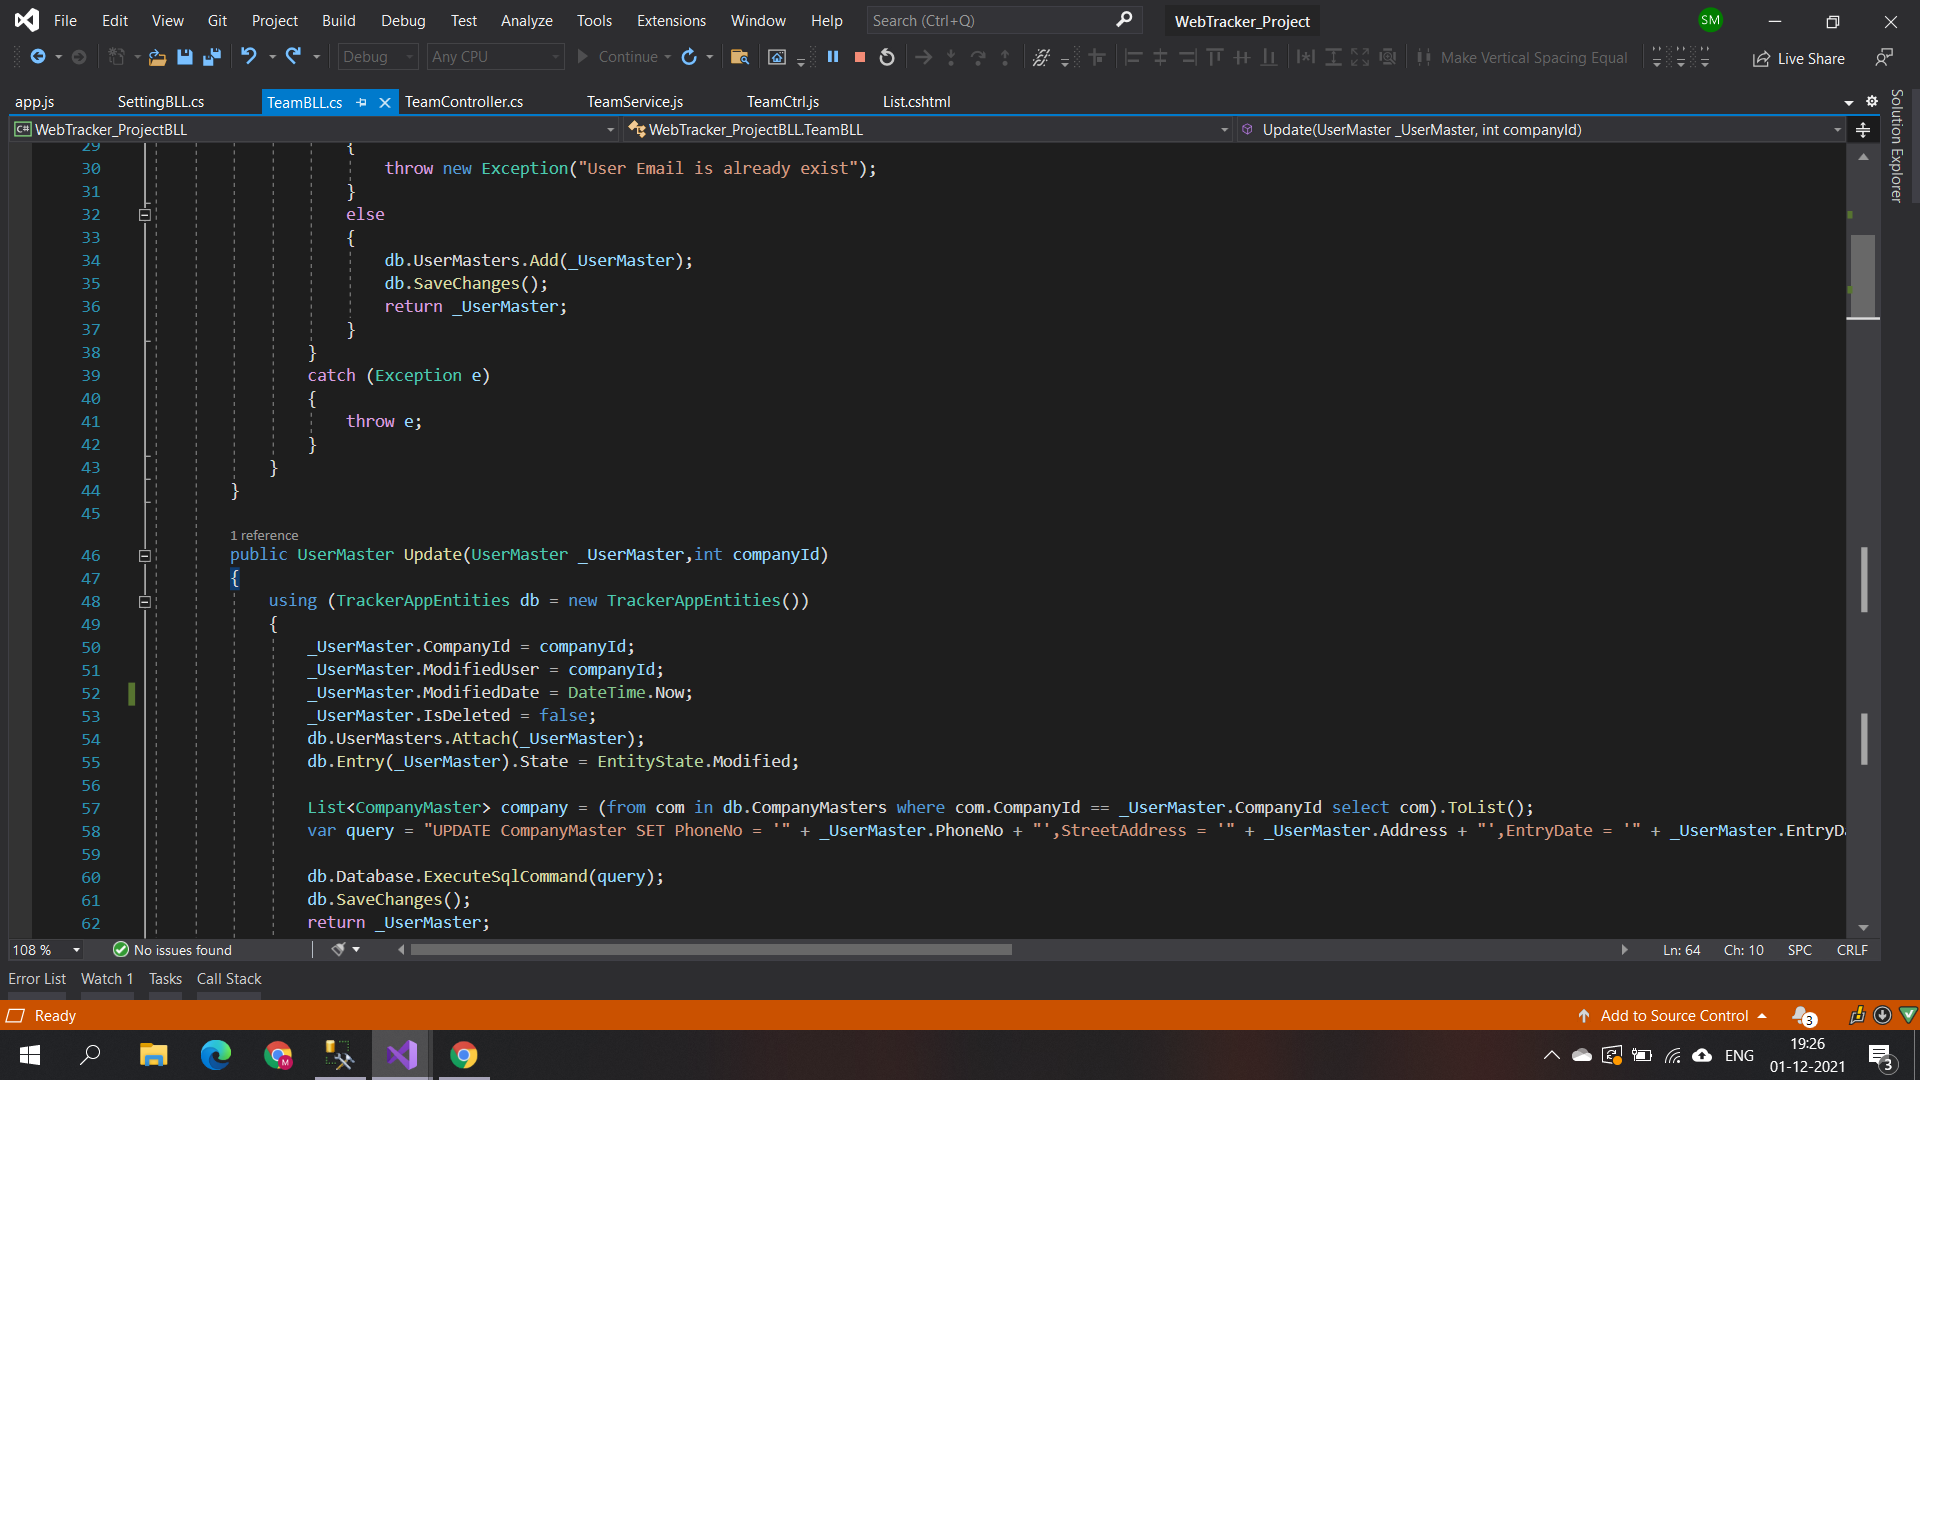 File Edit View Git Project Build Debug Test Analyze Tools Extensions Window Help Search (Ctrl+Q) WebTracker_Project SM
Debug Any CPU Continue Make Vertical Spacing Equal Live Share
app.js SettingBLL.cs TeamBLL.cs TeamController.cs TeamService.js TeamCtrl.js List.cshtml
Solution Explorer
C# WebTracker_ProjectBLL WebTracker_ProjectBLL.TeamBLL Update(UserMaster _UserMaster, int companyId)
29 {
30 throw new Exception("User Email is already exist");
31 }
32 else
33 {
34 db.UserMasters.Add(_UserMaster);
35 db.SaveChanges();
36 return _UserMaster;
37 }
38 }
39 catch (Exception e)
40 {
41 throw e;
42 }
43 }
44 }
45
1 reference
46 public UserMaster Update(UserMaster _UserMaster,int companyId)
47 {
48 using (TrackerAppEntities db = new TrackerAppEntities())
49 {
50 _UserMaster.CompanyId = companyId;
51 _UserMaster.ModifiedUser = companyId;
52 _UserMaster.ModifiedDate = DateTime.Now;
53 _UserMaster.IsDeleted = false;
54 db.UserMasters.Attach(_UserMaster);
55 db.Entry(_UserMaster).State = EntityState.Modified;
56
57 List<CompanyMaster> company = (from com in db.CompanyMasters where com.CompanyId == _UserMaster.CompanyId select com).ToList();
58 var query = "UPDATE CompanyMaster SET PhoneNo = '" + _UserMaster.PhoneNo + "',StreetAddress = '" + _UserMaster.Address + "',EntryDate = '" + _UserMaster.EntryD
59
60 db.Database.ExecuteSqlCommand(query);
61 db.SaveChanges();
62 return _UserMaster;
108 % No issues found Ln: 64 Ch: 10 SPC CRLF
Error List Watch 1 Tasks Call Stack
Ready Add to Source Control 3
ENG 19:26
01-12-2021 3